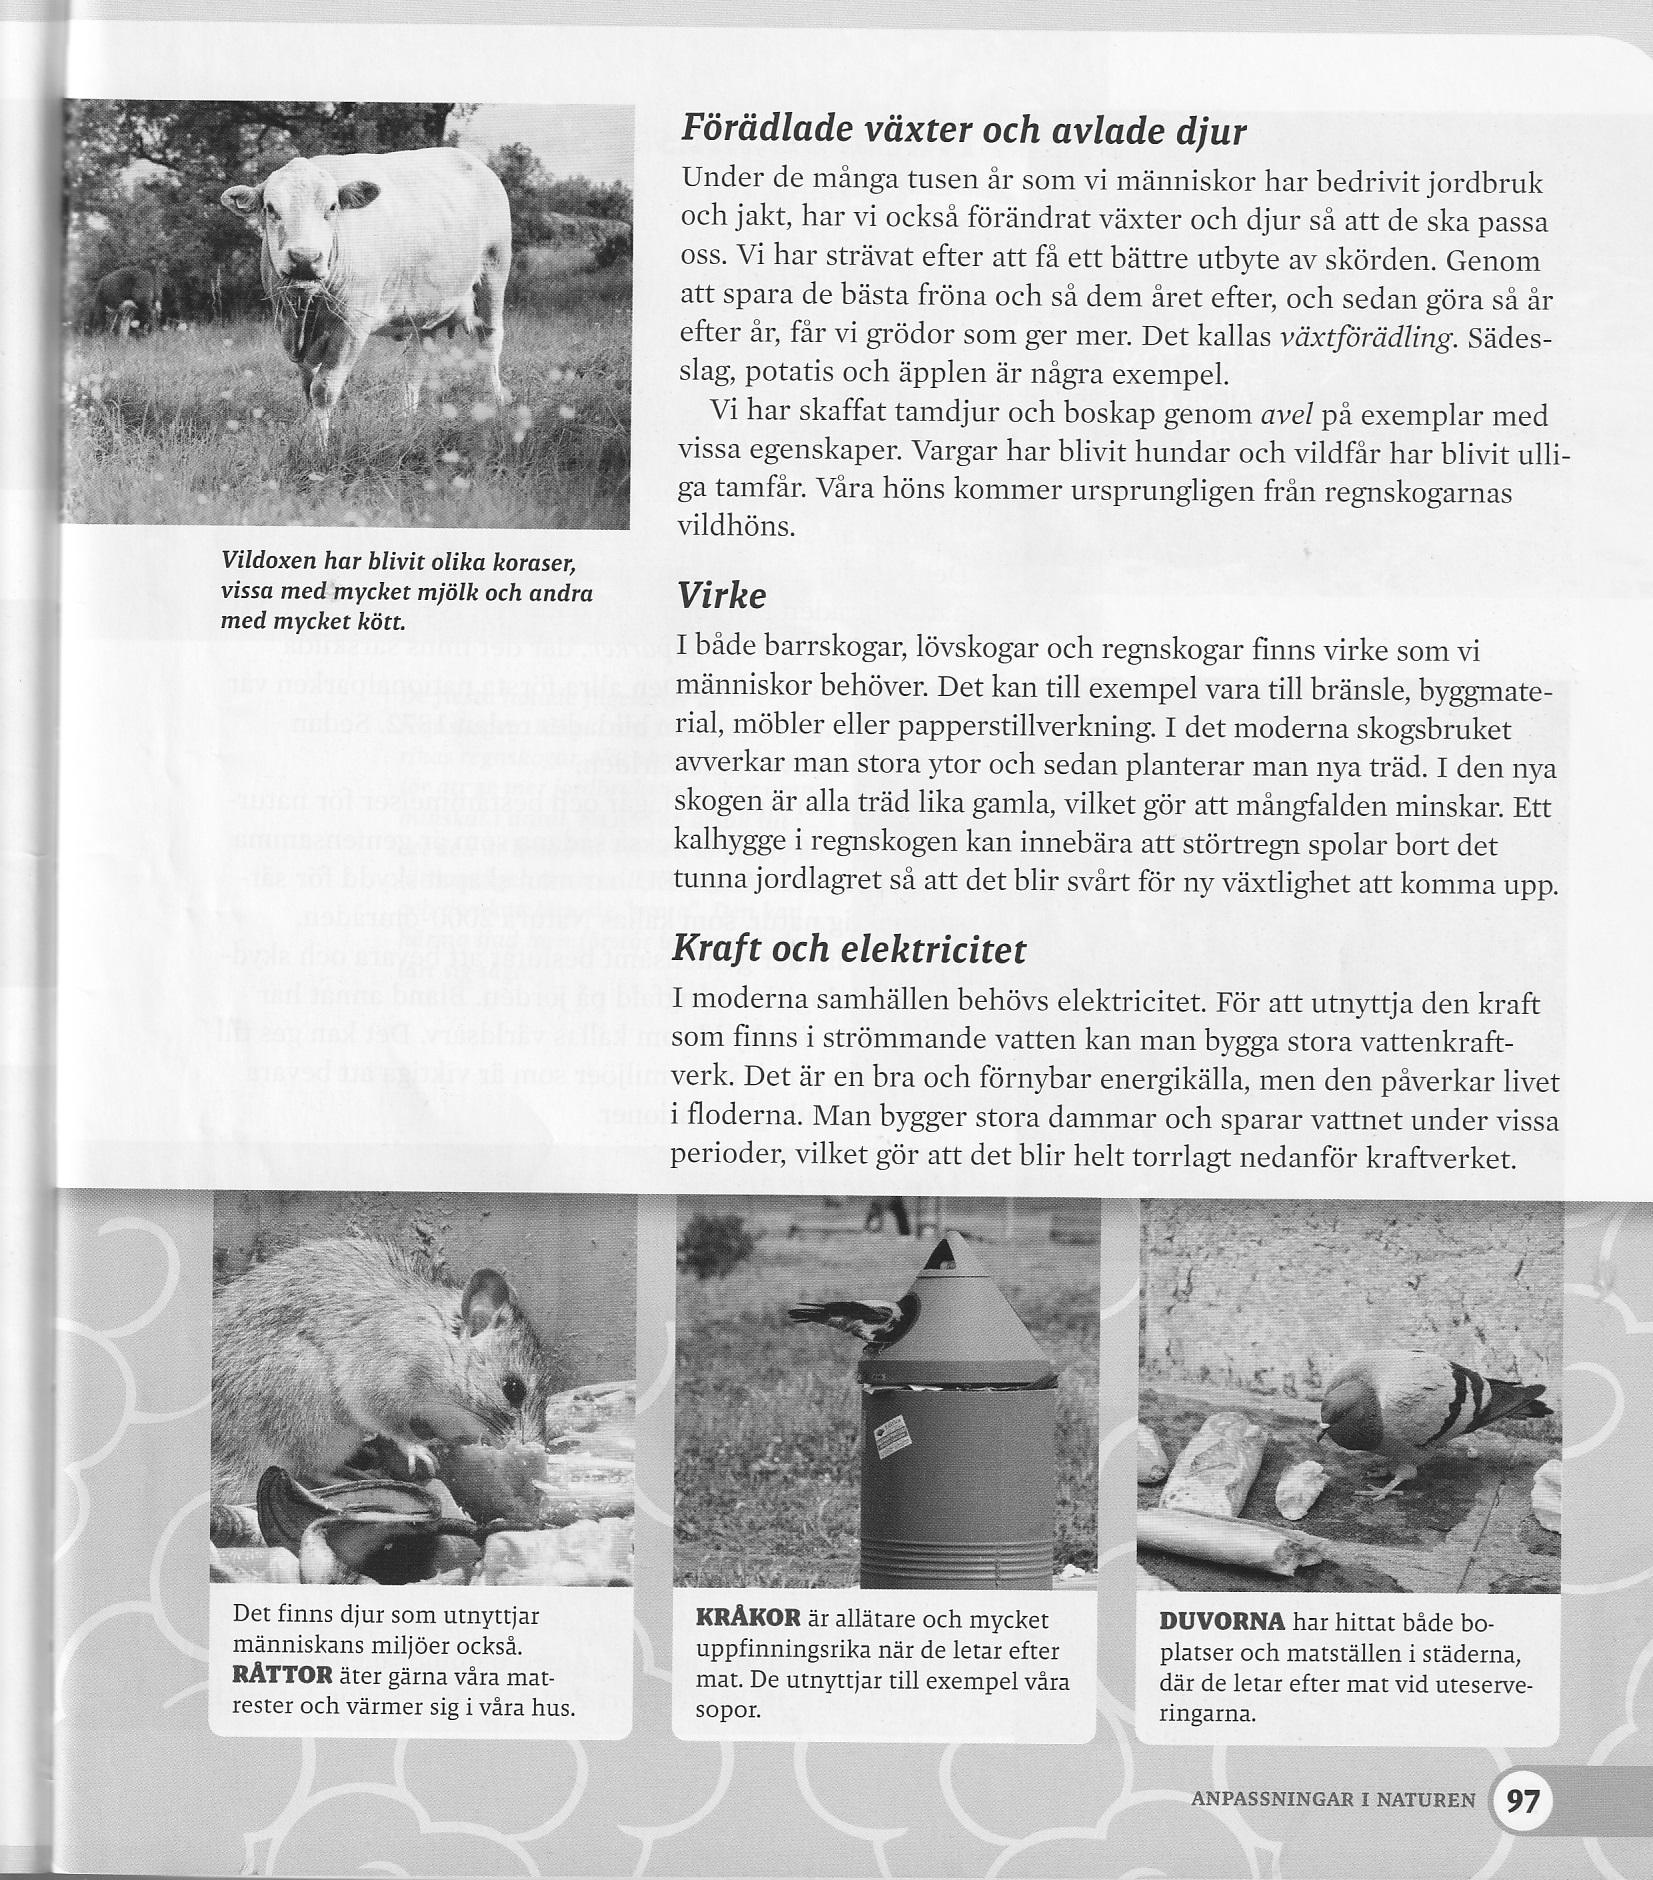 Förädlade växter och avlade djur
Under de många tusen år som vi människor har bedrivit jordbruk
och jakt, har vi också förändrat växter och djur så att de ska passa
oss. Vi har strävat efter att få ett bättre utbyte av skörden. Genom
att spara de bästa fröna och så dem året efter, och sedan göra så år
efter år, får vi grödor som ger mer. Det kallas växtförädling. Sädes-
slag, potatis och äpplen är några exempel.
Vi har skaffat tamdjur och boskap genom avel på exemplar med
vissa egenskaper. Vargar har blivit hundar och vildfår har blivit ulli-
ga tamfår. Våra höns kommer ursprungligen från regnskogarnas
vildhöns.
Vildoxen har blivit olika koraser,
vissa med mycket mjölk och andra
med mycket kött.
Virke
I både barrskogar, lövskogar och regnskogar finns virke som vi
människor behöver. Det kan till exempel vara till bränsle, byggmate-
rial, möbler eller papperstillverkning. I det moderna skogsbruket
avverkar man stora ytor och sedan planterar man nya träd. I den nya
skogen är alla träd lika gamla, vilket gör att mångfalden minskar. Ett
kalhygge i regnskogen kan innebära att störtregn spolar bort det
tunna jordlagret så att det blir svårt för ny växtlighet att komma upp.
Kraft och elektricitet
I moderna samhällen behövs elektricitet. För att utnyttja den kraft
som finns i strömmande vatten kan man bygga stora vattenkraft-
verk. Det är en bra och förnybar energikälla, men den påverkar livet
i floderna. Man bygger stora dammar och sparar vattnet under vissa
perioder, vilket gör att det blir helt torrlagt nedanför kraftverket.
Det finns djur som utnyttjar
människans miljöer också.
RÅTTOR äter gärna våra mat-
rester och värmer sig i våra hus.
KRÅKOR är allätare och mycket
uppfinningsrika när de letar efter
mat. De utnyttjar till exempel våra
sopor.
DUVORNA har hittat både bo-
platser och matställen i städerna,
där de letar efter mat vid uteserve-
ringarna.
ANPASSNINGAR I NATUREN 97